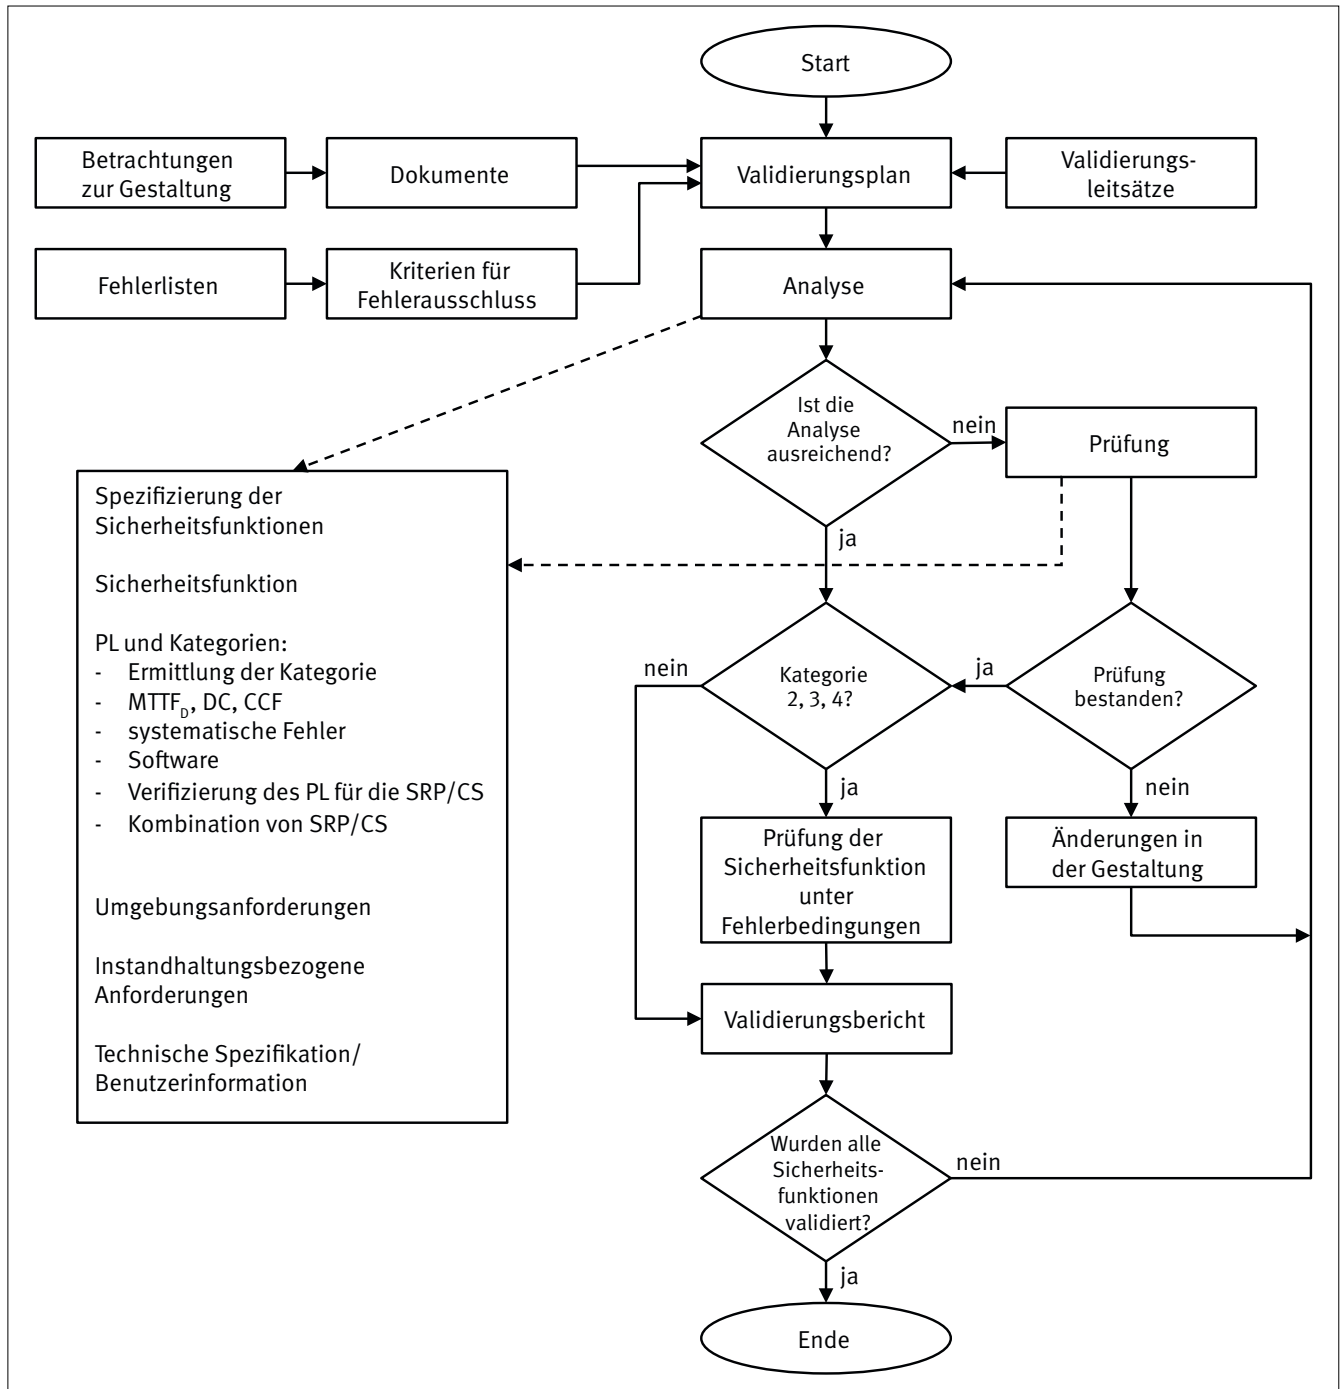 Start
Betrachtungen
zur Gestaltung
Dokumente
Validierungsplan
Validierungs-
leitsätze
Fehlerlisten
Kriterien für
Fehlerausschluss
Analyse
Ist die
Analyse
ausreichend?
nein
Prüfung
ja
Spezifizierung der
Sicherheitsfunktionen
Sicherheitsfunktion
PL und Kategorien:
- Ermittlung der Kategorie
- MTTF_D, DC, CCF
- systematische Fehler
- Software
- Verifizierung des PL für die SRP/CS
- Kombination von SRP/CS
Umgebungsanforderungen
Instandhaltungsbezogene
Anforderungen
Technische Spezifikation/
Benutzerinformation
nein
Kategorie
2, 3, 4?
ja
Prüfung
bestanden?
ja
nein
Prüfung der
Sicherheitsfunktion
unter
Fehlerbedingungen
Änderungen in
der Gestaltung
Validierungsbericht
Wurden alle
Sicherheits-
funktionen
validiert?
nein
ja
Ende